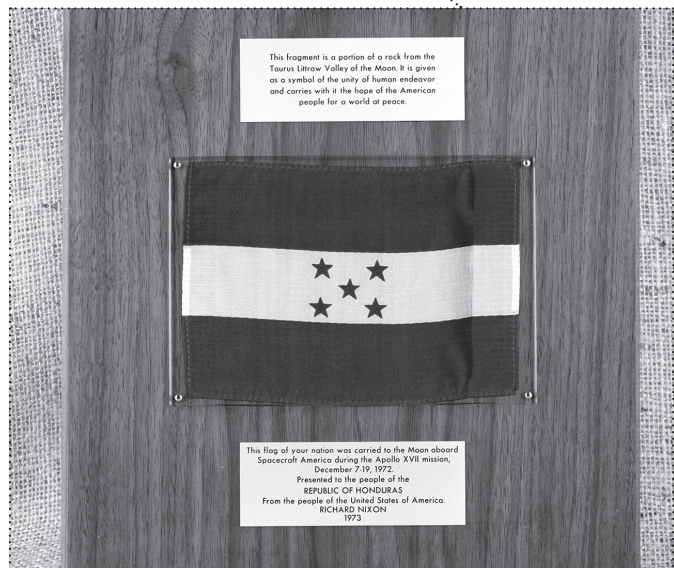 This fragment is a portion of a rock from the
Taurus Littrow Valley of the Moon. It is given
as a symbol of the unity of human endeavor
and carries with it the hope of the American
people for a world at peace.
This flag of your nation was carried to the Moon aboard
Spacecraft America during the Apollo XVII mission,
December 7-19, 1972.
Presented to the people of the
REPUBLIC OF HONDURAS
From the people of the United States of America.
RICHARD NIXON
1973